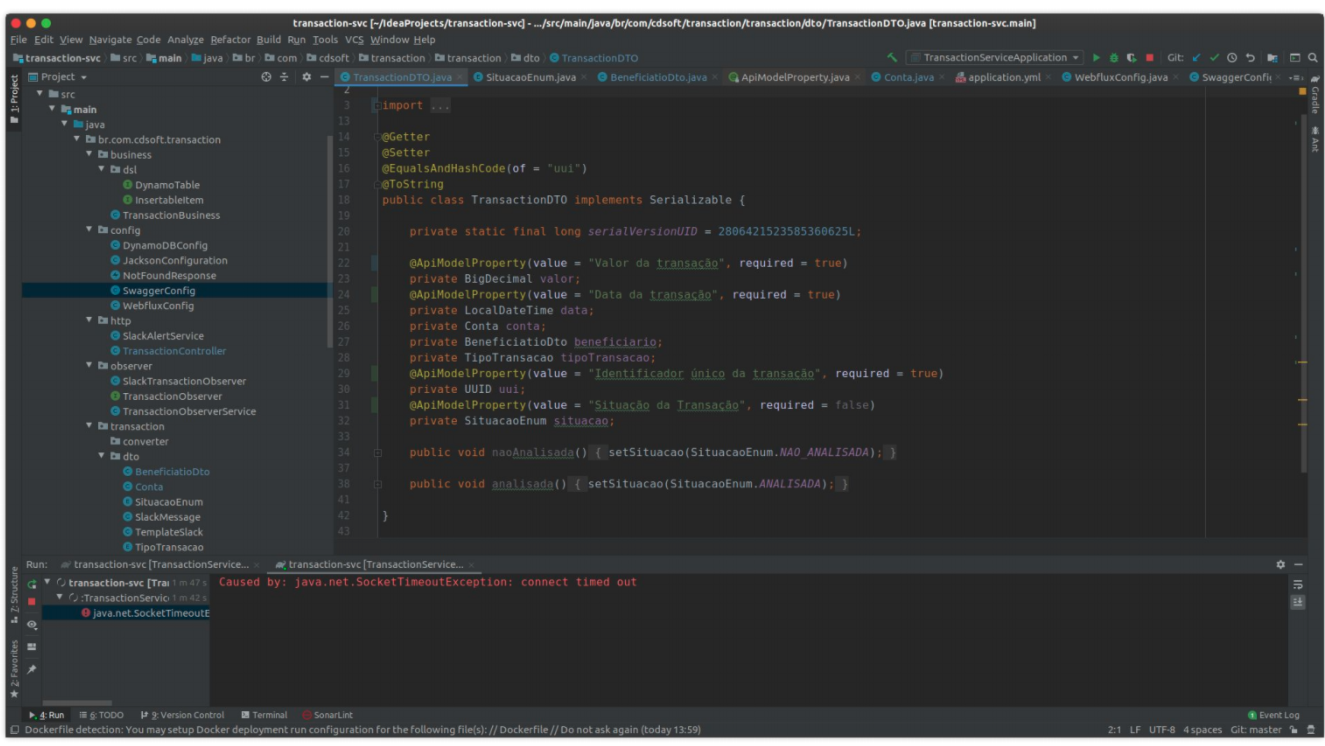 transaction-svc [~/IdeaProjects/transaction-svc] - .../src/main/java/br/com/cdsoft/transaction/transaction/dto/TransactionDTO.java [transaction-svc.main]
File Edit View Navigate Code Analyze Refactor Build Run Tools VCS Window Help
transaction-svc src main java br com cdsoft transaction transaction dto TransactionDTO TransactionServiceApplication Git:
Project TransactionDTO.java SituacaoEnum.java BeneficiatioDto.java ApiModelProperty.java Conta.java application.yml WebfluxConfig.java SwaggerConfig
1: Project
Gradle
Ant
src
main
java
br.com.cdsoft.transaction
business
dsl
DynamoTable
InsertableItem
TransactionBusiness
config
DynamoDBConfig
JacksonConfiguration
NotFoundResponse
SwaggerConfig
WebfluxConfig
http
SlackAlertService
TransactionController
observer
SlackTransactionObserver
TransactionObserver
TransactionObserverService
transaction
converter
dto
BeneficiatioDto
Conta
SituacaoEnum
SlackMessage
TemplateSlack
TipoTransacao
2
3 import ...
13
14 @Getter
15 @Setter
16 @EqualsAndHashCode(of = "uui")
17 @ToString
18 public class TransactionDTO implements Serializable {
19
20 private static final long serialVersionUID = 2806421523585360625L;
21
22 @ApiModelProperty(value = "Valor da transação", required = true)
23 private BigDecimal valor;
24 @ApiModelProperty(value = "Data da transação", required = true)
25 private LocalDateTime data;
26 private Conta conta;
27 private BeneficiatioDto beneficiario;
28 private TipoTransacao tipoTransacao;
29 @ApiModelProperty(value = "Identificador único da transação", required = true)
30 private UUID uui;
31 @ApiModelProperty(value = "Situação da Transação", required = false)
32 private SituacaoEnum situacao;
33
34 public void naoAnalisada() { setSituacao(SituacaoEnum.NAO_ANALISADA); }
37
38 public void analisada() { setSituacao(SituacaoEnum.ANALISADA); }
41
42 }
43
Run: transaction-svc [TransactionService... transaction-svc [TransactionService...
transaction-svc [Tra 1 m 47 s
:TransactionServic 1 m 42 s
java.net.SocketTimeoutE
Caused by: java.net.SocketTimeoutException: connect timed out
Z: Structure
2: Favorites
4: Run 6: TODO 9: Version Control Terminal SonarLint 1 Event Log
Dockerfile detection: You may setup Docker deployment run configuration for the following file(s): // Dockerfile // Do not ask again (today 13:59) 2:1 LF UTF-8 4 spaces Git: master